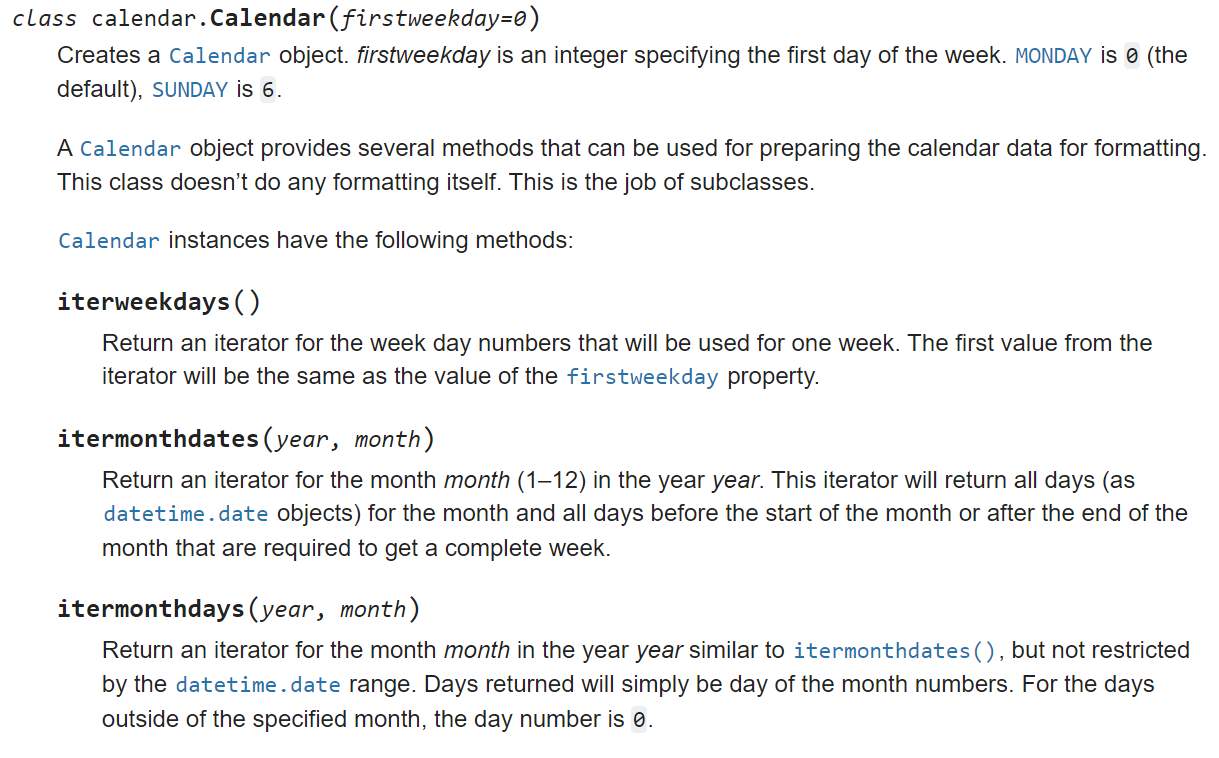 class calendar.Calendar(firstweekday=0)
Creates a Calendar object. firstweekday is an integer specifying the first day of the week. MONDAY is 0 (the
default), SUNDAY is 6.
A Calendar object provides several methods that can be used for preparing the calendar data for formatting.
This class doesn’t do any formatting itself. This is the job of subclasses.
Calendar instances have the following methods:
iterweekdays()
Return an iterator for the week day numbers that will be used for one week. The first value from the
iterator will be the same as the value of the firstweekday property.
itermonthdates(year, month)
Return an iterator for the month month (1–12) in the year year. This iterator will return all days (as
datetime.date objects) for the month and all days before the start of the month or after the end of the
month that are required to get a complete week.
itermonthdays(year, month)
Return an iterator for the month month in the year year similar to itermonthdates(), but not restricted
by the datetime.date range. Days returned will simply be day of the month numbers. For the days
outside of the specified month, the day number is 0.